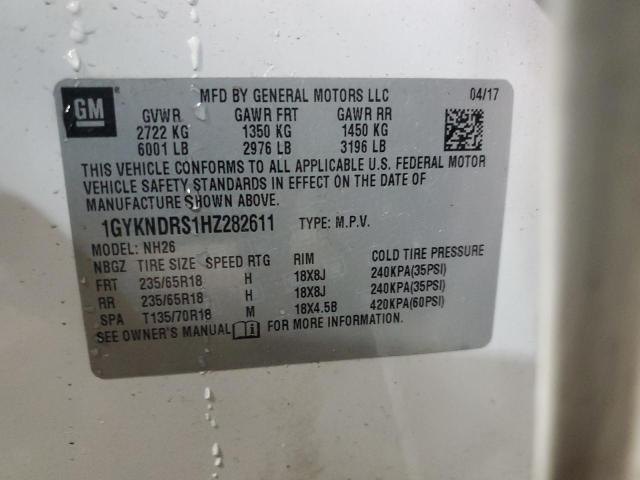 GM
MFD BY GENERAL MOTORS LLC 04/17
GVWR GAWR FRT GAWR RR
2722 KG 1350 KG 1450 KG
6001 LB 2976 LB 3196 LB
THIS VEHICLE CONFORMS TO ALL APPLICABLE U.S. FEDERAL MOTOR
VEHICLE SAFETY STANDARDS IN EFFECT ON THE DATE OF
MANUFACTURE SHOWN ABOVE.
1GYKNDRS1HZ282611 TYPE: M.P.V.
MODEL: NH26
NBGZ TIRE SIZE SPEED RTG RIM COLD TIRE PRESSURE
FRT 235/65R18 H 18X8J 240KPA(35PSI)
RR 235/65R18 H 18X8J 240KPA(35PSI)
SPA T135/70R18 M 18X4.5B 420KPA(60PSI)
SEE OWNER'S MANUAL FOR MORE INFORMATION.